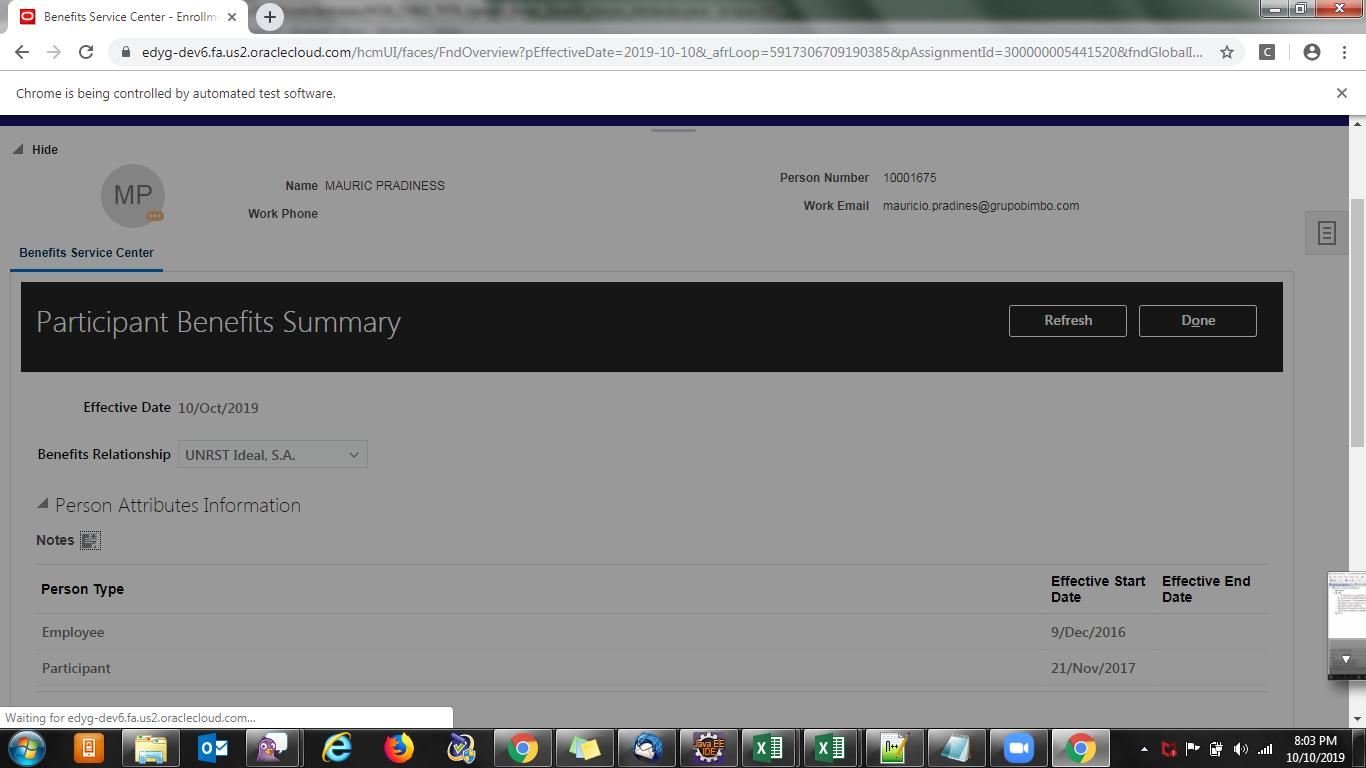 Benefits Service Center - Enrollm
edyg-dev6.fa.us2.oraclecloud.com/hcmUI/faces/FndOverview?pEffectiveDate=2019-10-10&_afrLoop=5917306709190385&pAssignmentId=300000005441520&fndGlobalI...
C
Chrome is being controlled by automated test software.
Hide
MP
Name MAURIC PRADINESS
Person Number 10001675
Work Phone
Work Email mauricio.pradines@grupobimbo.com
Benefits Service Center
Participant Benefits Summary
Refresh
Done
Effective Date 10/Oct/2019
Benefits Relationship UNRST Ideal, S.A.
Person Attributes Information
Notes
Person Type Effective Start Date Effective End Date
Employee 9/Dec/2016
Participant 21/Nov/2017
Waiting for edyg-dev6.fa.us2.oraclecloud.com...
Java EE
IDE
8:03 PM
10/10/2019